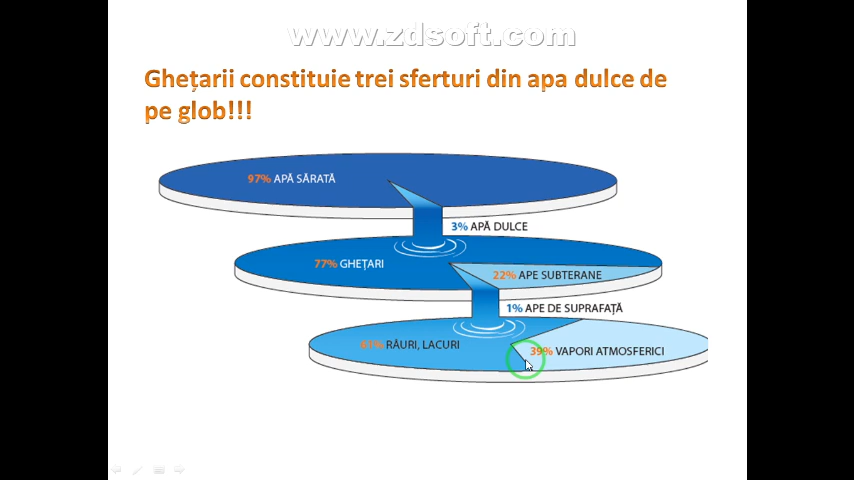 www.zdsoft.com
Ghețarii constituie trei sferturi din apa dulce de
pe glob!!!
97% APĂ SĂRATĂ
3% APĂ DULCE
77% GHEȚARI
22% APE SUBTERANE
1% APE DE SUPRAFAȚĂ
61% RÂURI, LACURI
39% VAPORI ATMOSFERICI